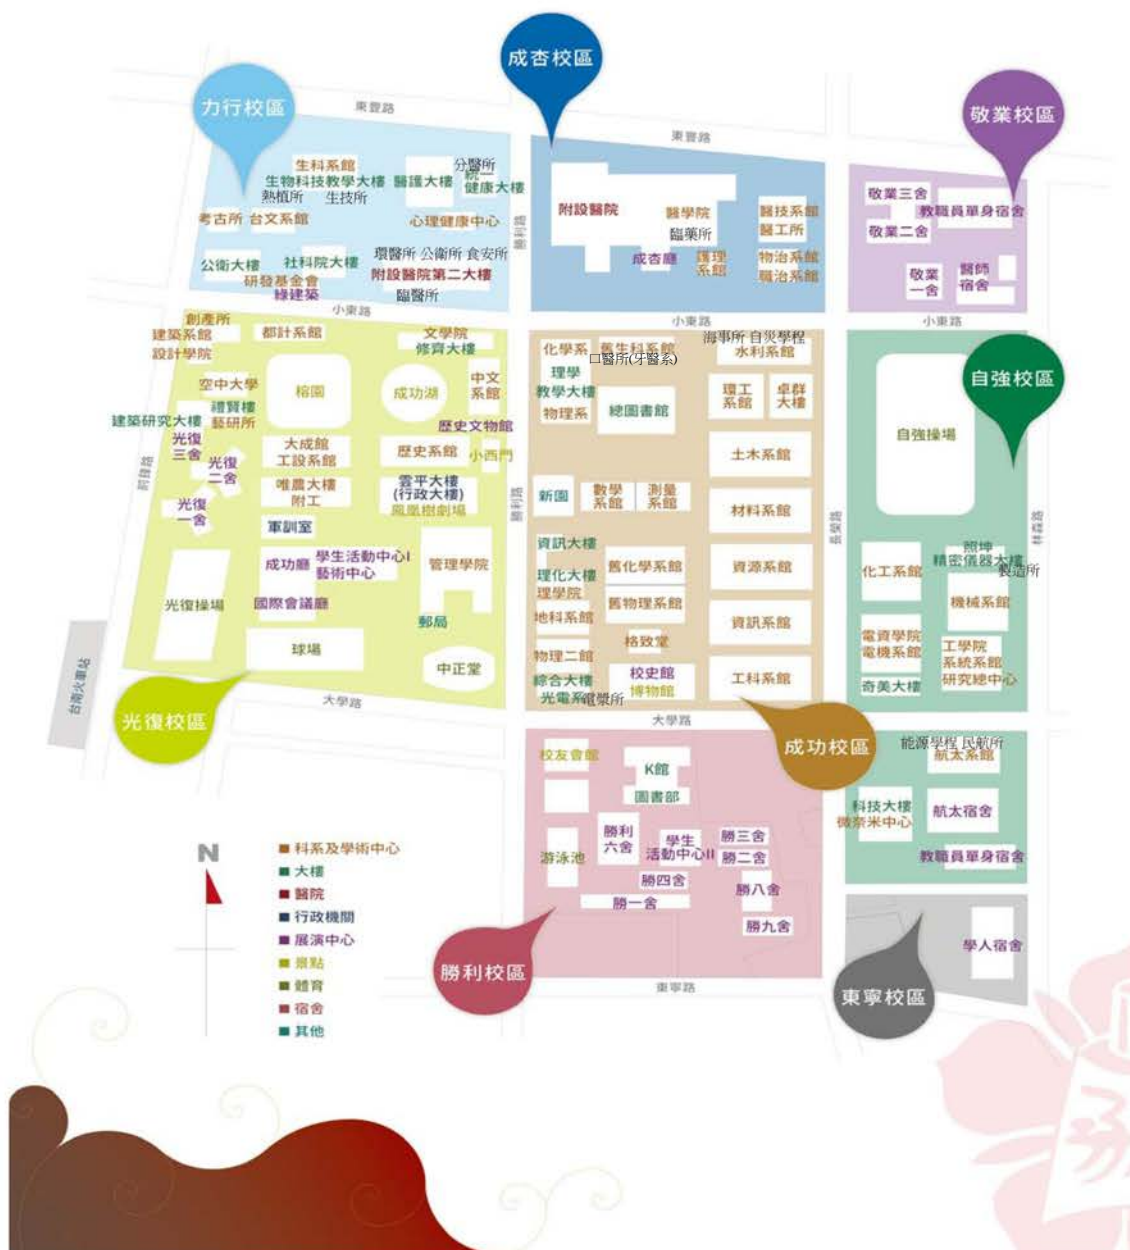 成杏校區
力行校區
敬業校區
東豐路
東豐路
生科系館
生物科技教學大樓
熱植所 生技所
醫護大樓
分醫所
統一
健康大樓
考古所 台文系館
心理健康中心
公衛大樓
社科院大樓
研發基金會
綠建築
環醫所 公衛所 食安所
附設醫院第二大樓
臨醫所
勝利路
附設醫院
醫學院
臨藥所
成杏廳
護理
系館
醫技系館
醫工所
物治系館
職治系館
敬業三舍
教職員單身宿舍
敬業二舍
敬業
一舍
醫師
宿舍
小東路
小東路
小東路
創產所
建築系館
設計學院
都計系館
文學院
修齊大樓
空中大學
榕園
成功湖
中文
系館
禮賢樓
藝研所
建築研究大樓
歷史文物館
光復
三舍
大成館
工設系館
歷史系館
小西門
光復
二舍
唯農大樓
附工
雲平大樓
(行政大樓)
鳳凰樹劇場
光復
一舍
軍訓室
成功廳
學生活動中心I
藝術中心
管理學院
光復操場
國際會議廳
郵局
球場
中正堂
台南火車站
光復校區
大學路
勝利路
化學系
舊生科系館
口醫所(牙醫系)
海事所 自災學程
水利系館
理學
教學大樓
物理系
總圖書館
環工
系館
卓群
大樓
土木系館
新園
數學
系館
測量
系館
材料系館
資訊大樓
理化大樓
理學院
舊化學系館
資源系館
地科系館
舊物理系館
資訊系館
物理二館
格致堂
綜合大樓
光電系
電漿所
校史館
博物館
工科系館
大學路
成功校區
長榮路
自強校區
自強操場
林森路
照坤
精密儀器大樓
製造所
化工系館
機械系館
電資學院
電機系館
工學院
系統系館
研究總中心
奇美大樓
能源學程 民航所
航太系館
科技大樓
微奈米中心
航太宿舍
教職員單身宿舍
校友會館
K館
圖書部
勝利
六舍
學生
活動中心II
勝三舍
勝二舍
游泳池
勝四舍
勝八舍
勝一舍
勝九舍
勝利校區
東寧路
學人宿舍
東寧校區
N
科系及學術中心
大樓
醫院
行政機關
展演中心
景點
體育
宿舍
其他